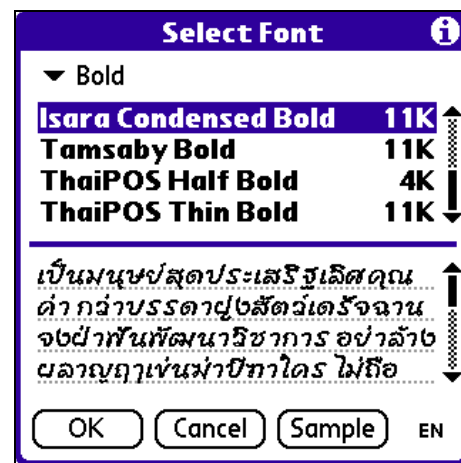 Select Font
Bold
Isara Condensed Bold 11K
Tamsaby Bold 11K
ThaiPOS Half Bold 4K
ThaiPOS Thin Bold 11K
เป็นมนุษย์สุดประเสริฐเลิศคุณ
ค่า กว่าบรรดาฝูงสัตว์เดรัจฉาน
จงฝ่าฟันพัฒนาวิชาการ อย่าล้าง
ผลาญฤๅเข่นฆ่าบีฑาใคร ไม่ถือ
OK Cancel Sample EN